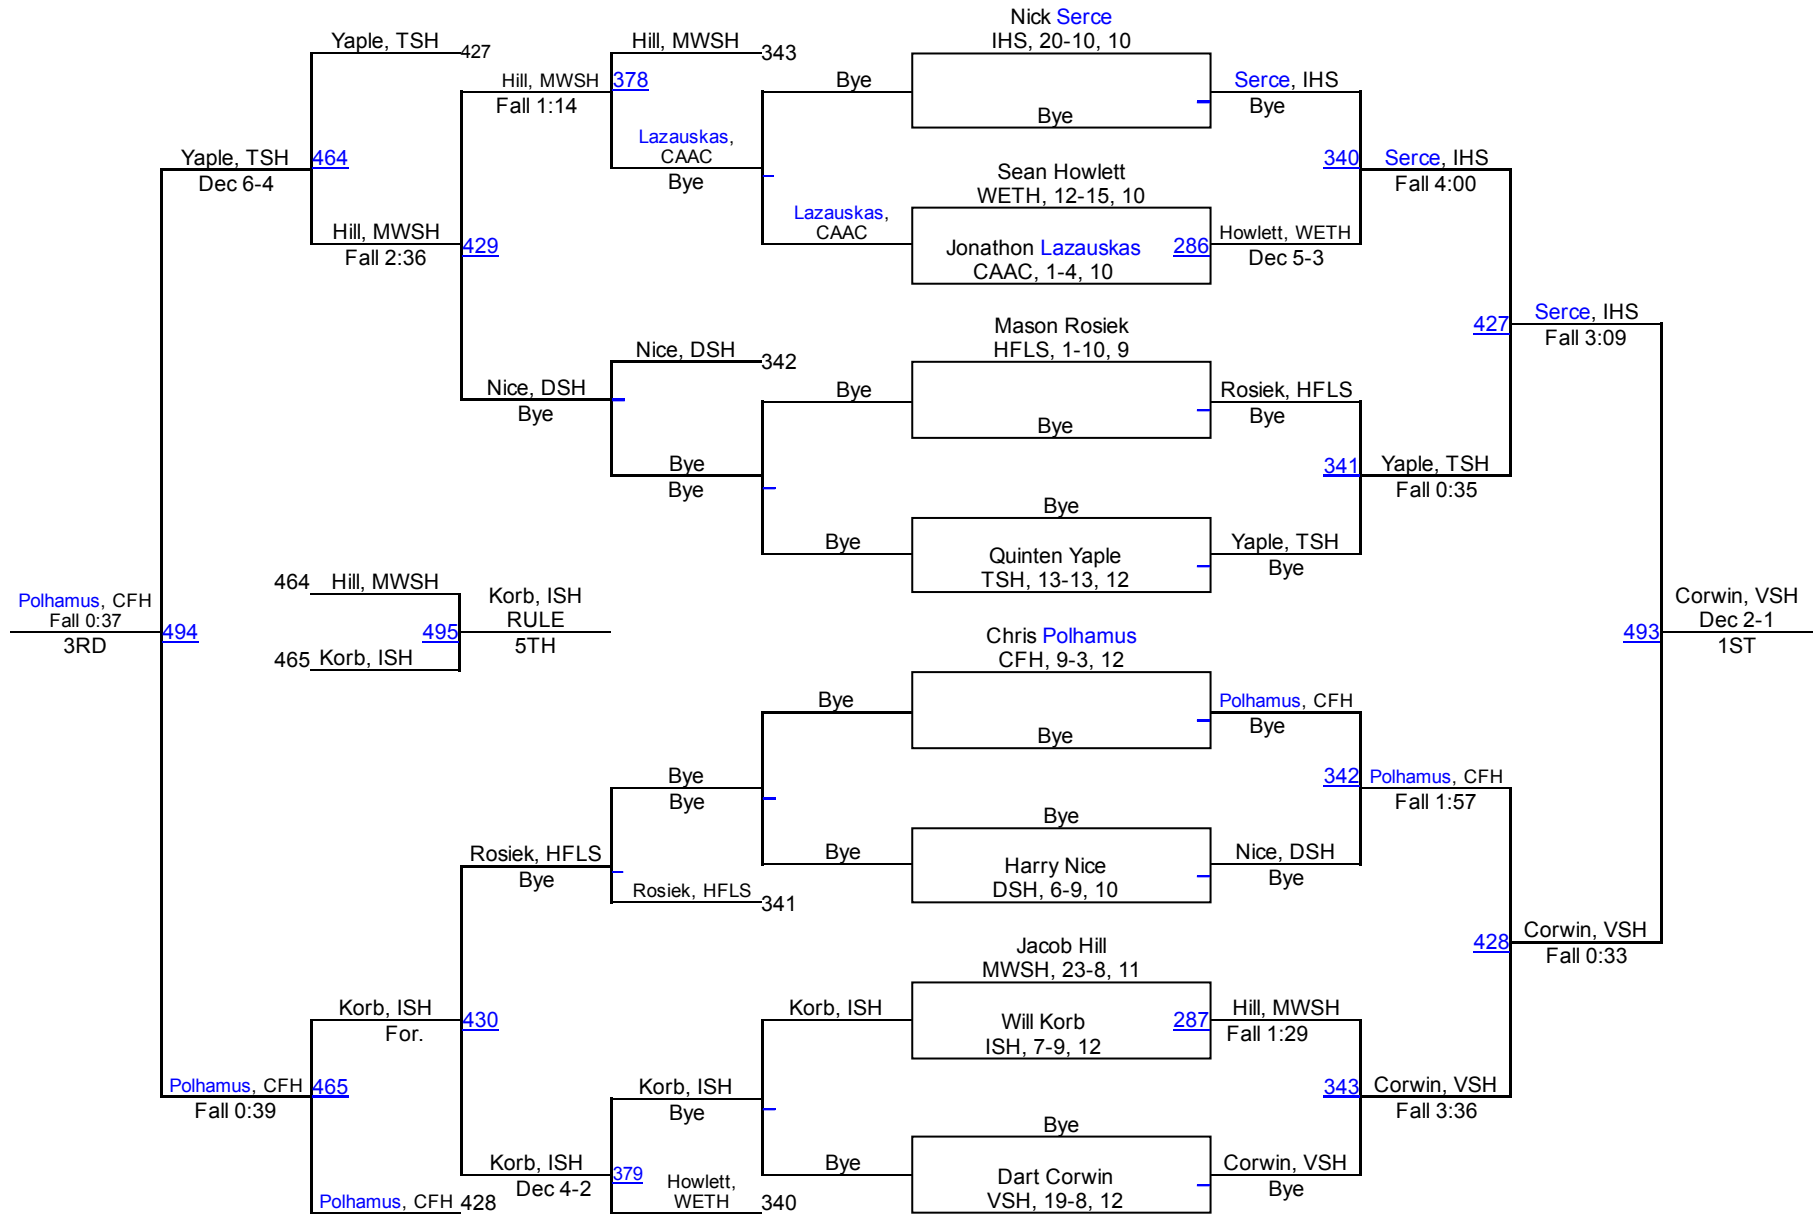 Nick Serce
IHS, 20-10, 10
Yaple, TSH
427
Hill, MWSH
343
Hill, MWSH
378
Fall 1:14
Bye
Serce, IHS
Bye
Bye
Lazauskas,
CAAC
Bye
Yaple, TSH
464
Dec 6-4
340
Serce, IHS
Fall 4:00
Sean Howlett
WETH, 12-15, 10
Lazauskas,
CAAC
Hill, MWSH
429
Fall 2:36
Jonathon Lazauskas
CAAC, 1-4, 10
286
Howlett, WETH
Dec 5-3
Mason Rosiek
HFLS, 1-10, 9
427
Serce, IHS
Fall 3:09
Nice, DSH
342
Nice, DSH
Bye
Bye
Rosiek, HFLS
Bye
Bye
Bye
Bye
341
Yaple, TSH
Fall 0:35
Bye
Bye
Quinten Yaple
TSH, 13-13, 12
Yaple, TSH
Bye
464
Hill, MWSH
Korb, ISH
RULE
5TH
495
465
Korb, ISH
Polhamus, CFH
Fall 0:37
3RD
494
Corwin, VSH
Dec 2-1
1ST
493
Chris Polhamus
CFH, 9-3, 12
Bye
Polhamus, CFH
Bye
Bye
Bye
Bye
342
Polhamus, CFH
Fall 1:57
Bye
Bye
Harry Nice
DSH, 6-9, 10
Nice, DSH
Bye
Rosiek, HFLS
Bye
Rosiek, HFLS
341
428
Corwin, VSH
Fall 0:33
Jacob Hill
MWSH, 23-8, 11
Korb, ISH
430
For.
Korb, ISH
Will Korb
ISH, 7-9, 12
287
Hill, MWSH
Fall 1:29
Polhamus, CFH
465
Fall 0:39
Korb, ISH
Bye
343
Corwin, VSH
Fall 3:36
Bye
Korb, ISH
379
Dec 4-2
Bye
Dart Corwin
VSH, 19-8, 12
Corwin, VSH
Bye
Howlett,
WETH
340
Polhamus, CFH
428